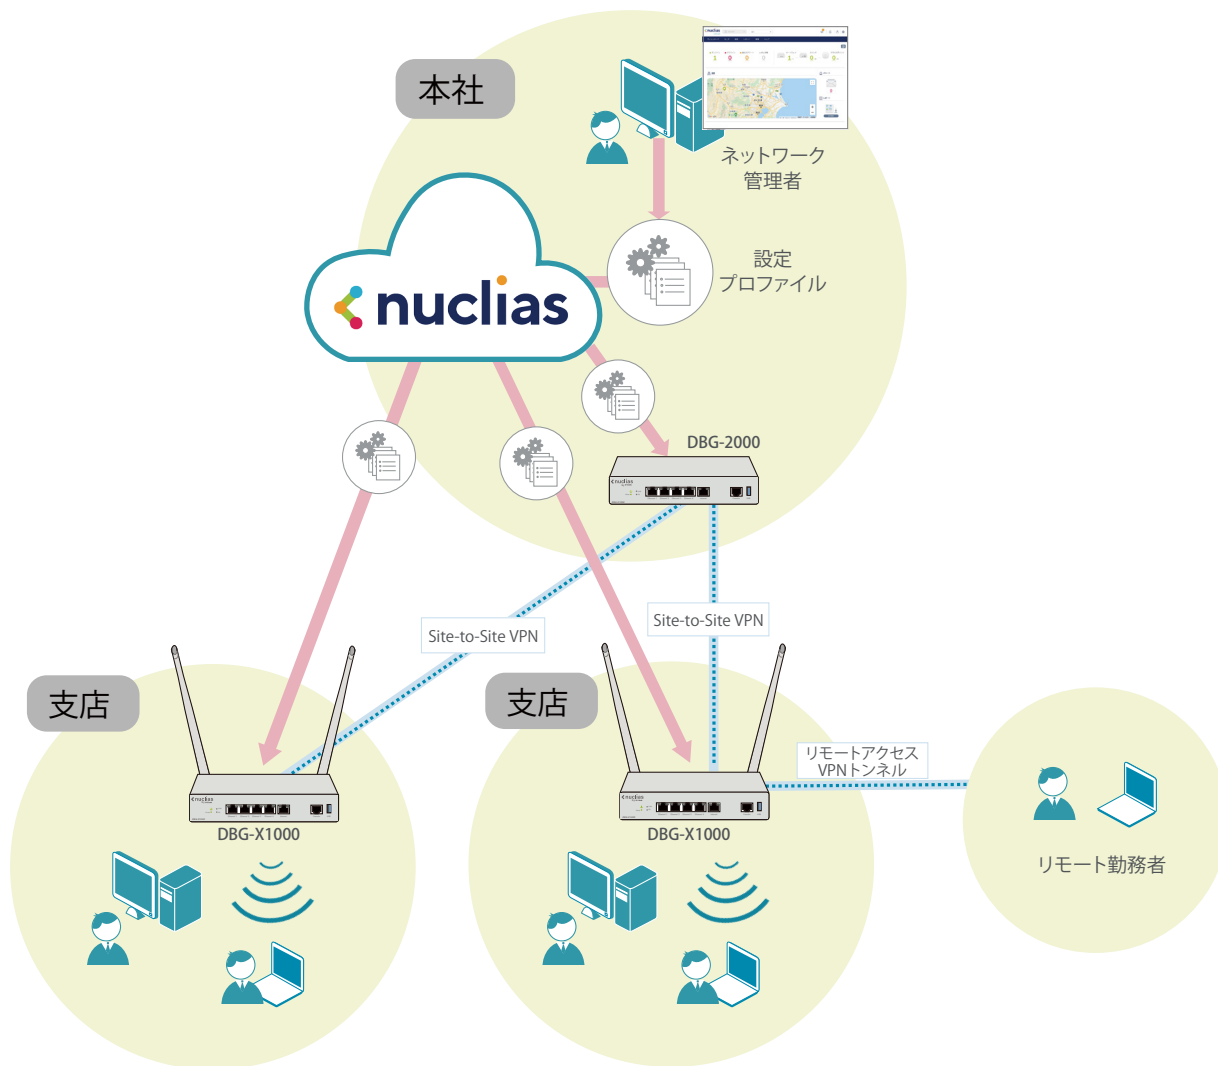 本社
ネットワーク
管理者
設定
プロファイル
nuclias
DBG-2000
nuclias
Site-to-Site VPN
Site-to-Site VPN
支店
支店
リモートアクセス
VPNトンネル
nuclias
nuclias
DBG-X1000
DBG-X1000
リモート勤務者